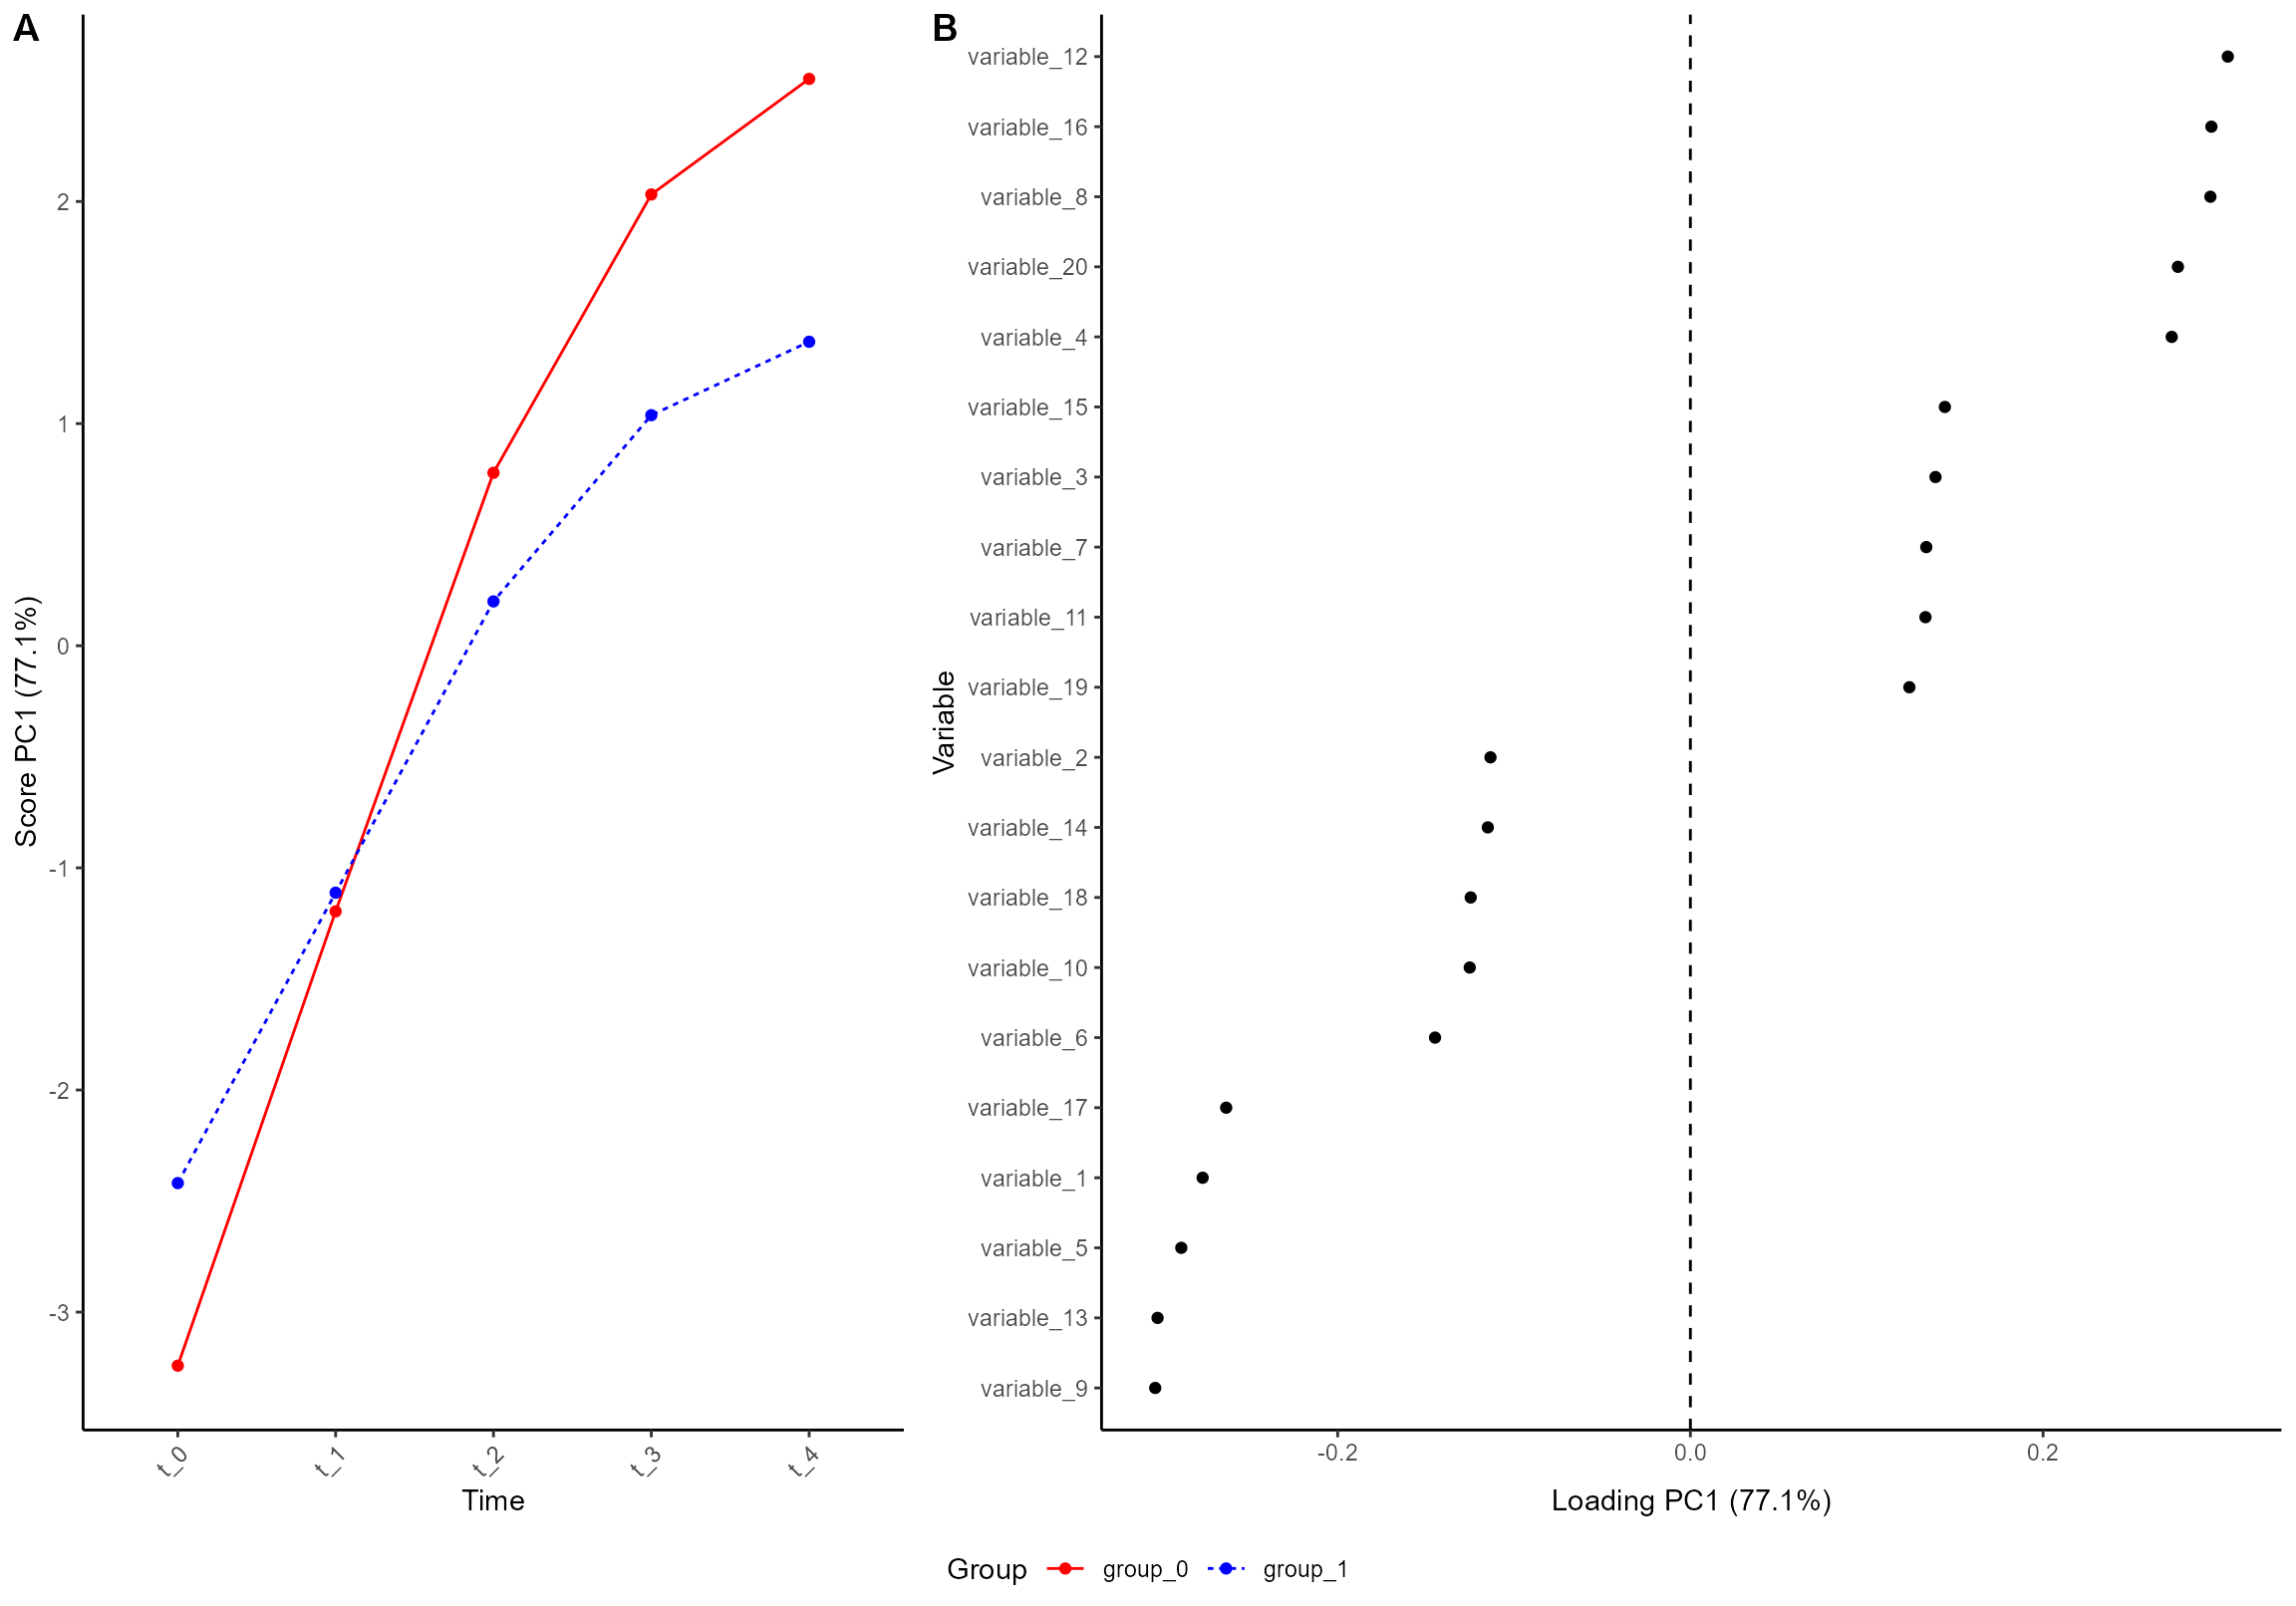 A
Score PC1 (77.1%)
2
1
0
-1
-2
-3
t_0
t_1
t_2
t_3
t_4
Time
B
Variable
variable_12
variable_16
variable_8
variable_20
variable_4
variable_15
variable_3
variable_7
variable_11
variable_19
variable_2
variable_14
variable_18
variable_10
variable_6
variable_17
variable_1
variable_5
variable_13
variable_9
-0.2
0.0
0.2
Loading PC1 (77.1%)
Group group_0 group_1